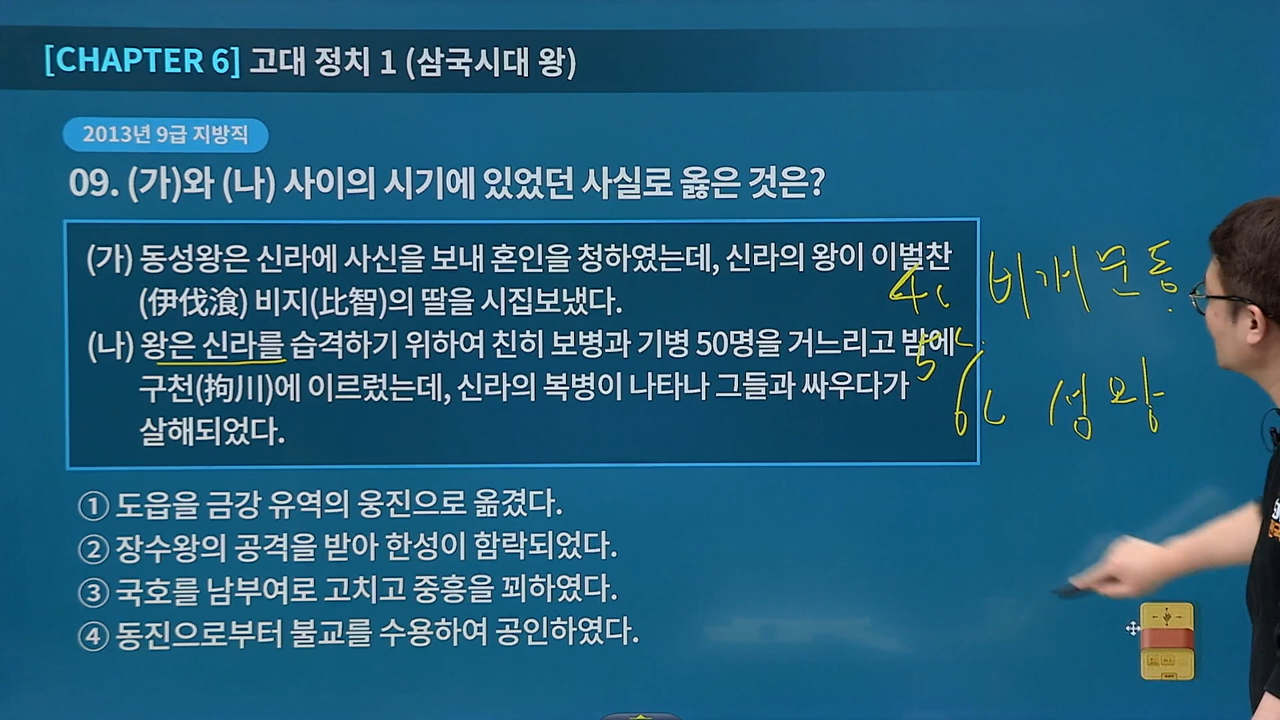 [CHAPTER 6] 고대 정치 1 (삼국시대 왕)
2013년 9급 지방직
09. (가)와 (나) 사이의 시기에 있었던 사실로 옳은 것은?
(가) 동성왕은 신라에 사신을 보내 혼인을 청하였는데, 신라의 왕이 이벌찬
(伊伐湌) 비지(比智)의 딸을 시집보냈다.
(나) 왕은 신라를 습격하기 위하여 친히 보병과 기병 50명을 거느리고 밤에
구천(拘川)에 이르렀는데, 신라의 복병이 나타나 그들과 싸우다가
살해되었다.
4c 비개문동
5c
6c 성왕
① 도읍을 금강 유역의 웅진으로 옮겼다.
② 장수왕의 공격을 받아 한성이 함락되었다.
③ 국호를 남부여로 고치고 중흥을 꾀하였다.
④ 동진으로부터 불교를 수용하여 공인하였다.